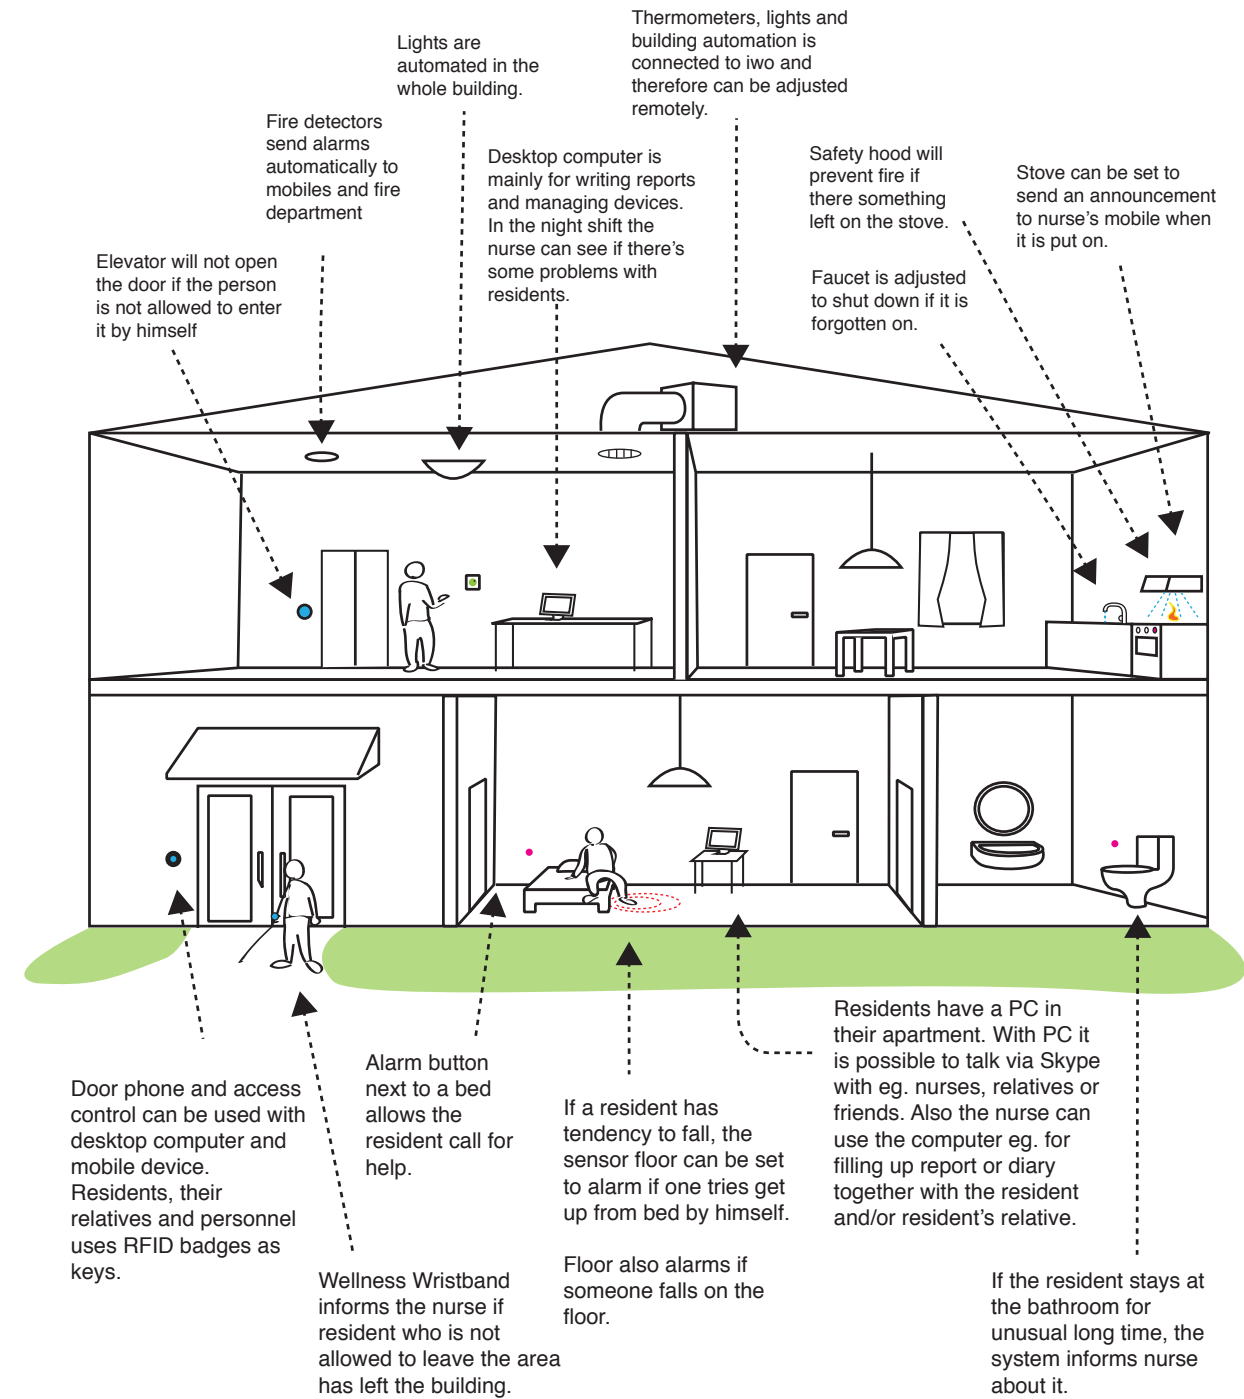 Thermometers, lights and
building automation is
connected to iwo and
therefore can be adjusted
remotely.
Lights are
automated in the
whole building.
Fire detectors
send alarms
automatically to
mobiles and fire
department
Desktop computer is
mainly for writing reports
and managing devices.
In the night shift the
nurse can see if there's
some problems with
residents.
Safety hood will
prevent fire if
there something
left on the stove.
Stove can be set to
send an announcement
to nurse's mobile when
it is put on.
Elevator will not open
the door if the person
is not allowed to enter
it by himself
Faucet is adjusted
to shut down if it is
forgotten on.
Door phone and access
control can be used with
desktop computer and
mobile device.
Residents, their
relatives and personnel
uses RFID badges as
keys.
Wellness Wristband
informs the nurse if
resident who is not
allowed to leave the area
has left the building.
Alarm button
next to a bed
allows the
resident call for
help.
If a resident has
tendency to fall, the
sensor floor can be set
to alarm if one tries get
up from bed by himself.
Floor also alarms if
someone falls on the
floor.
Residents have a PC in
their apartment. With PC it
is possible to talk via Skype
with eg. nurses, relatives or
friends. Also the nurse can
use the computer eg. for
filling up report or diary
together with the resident
and/or resident's relative.
If the resident stays at
the bathroom for
unusual long time, the
system informs nurse
about it.